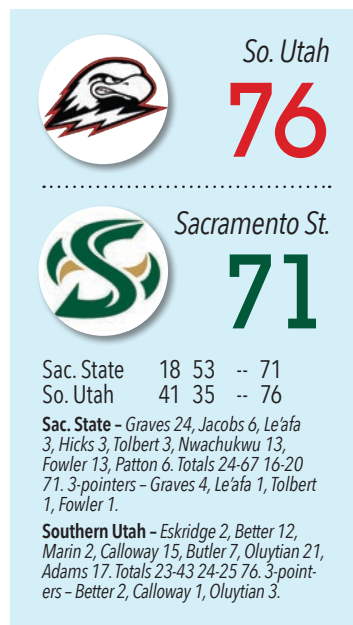 So. Utah
76
Sacramento St.
71
Sac. State 18 53 -- 71
So. Utah 41 35 -- 76
Sac. State – Graves 24, Jacobs 6, Le'afa
3, Hicks 3, Tolbert 3, Nwachukwu 13,
Fowler 13, Patton 6. Totals 24-67 16-20
71. 3-pointers – Graves 4, Le'afa 1, Tolbert
1, Fowler 1.
Southern Utah – Eskridge 2, Better 12,
Marin 2, Calloway 15, Butler 7, Oluytian 21,
Adams 17. Totals 23-43 24-25 76. 3-point-
ers – Better 2, Calloway 1, Oluytian 3.